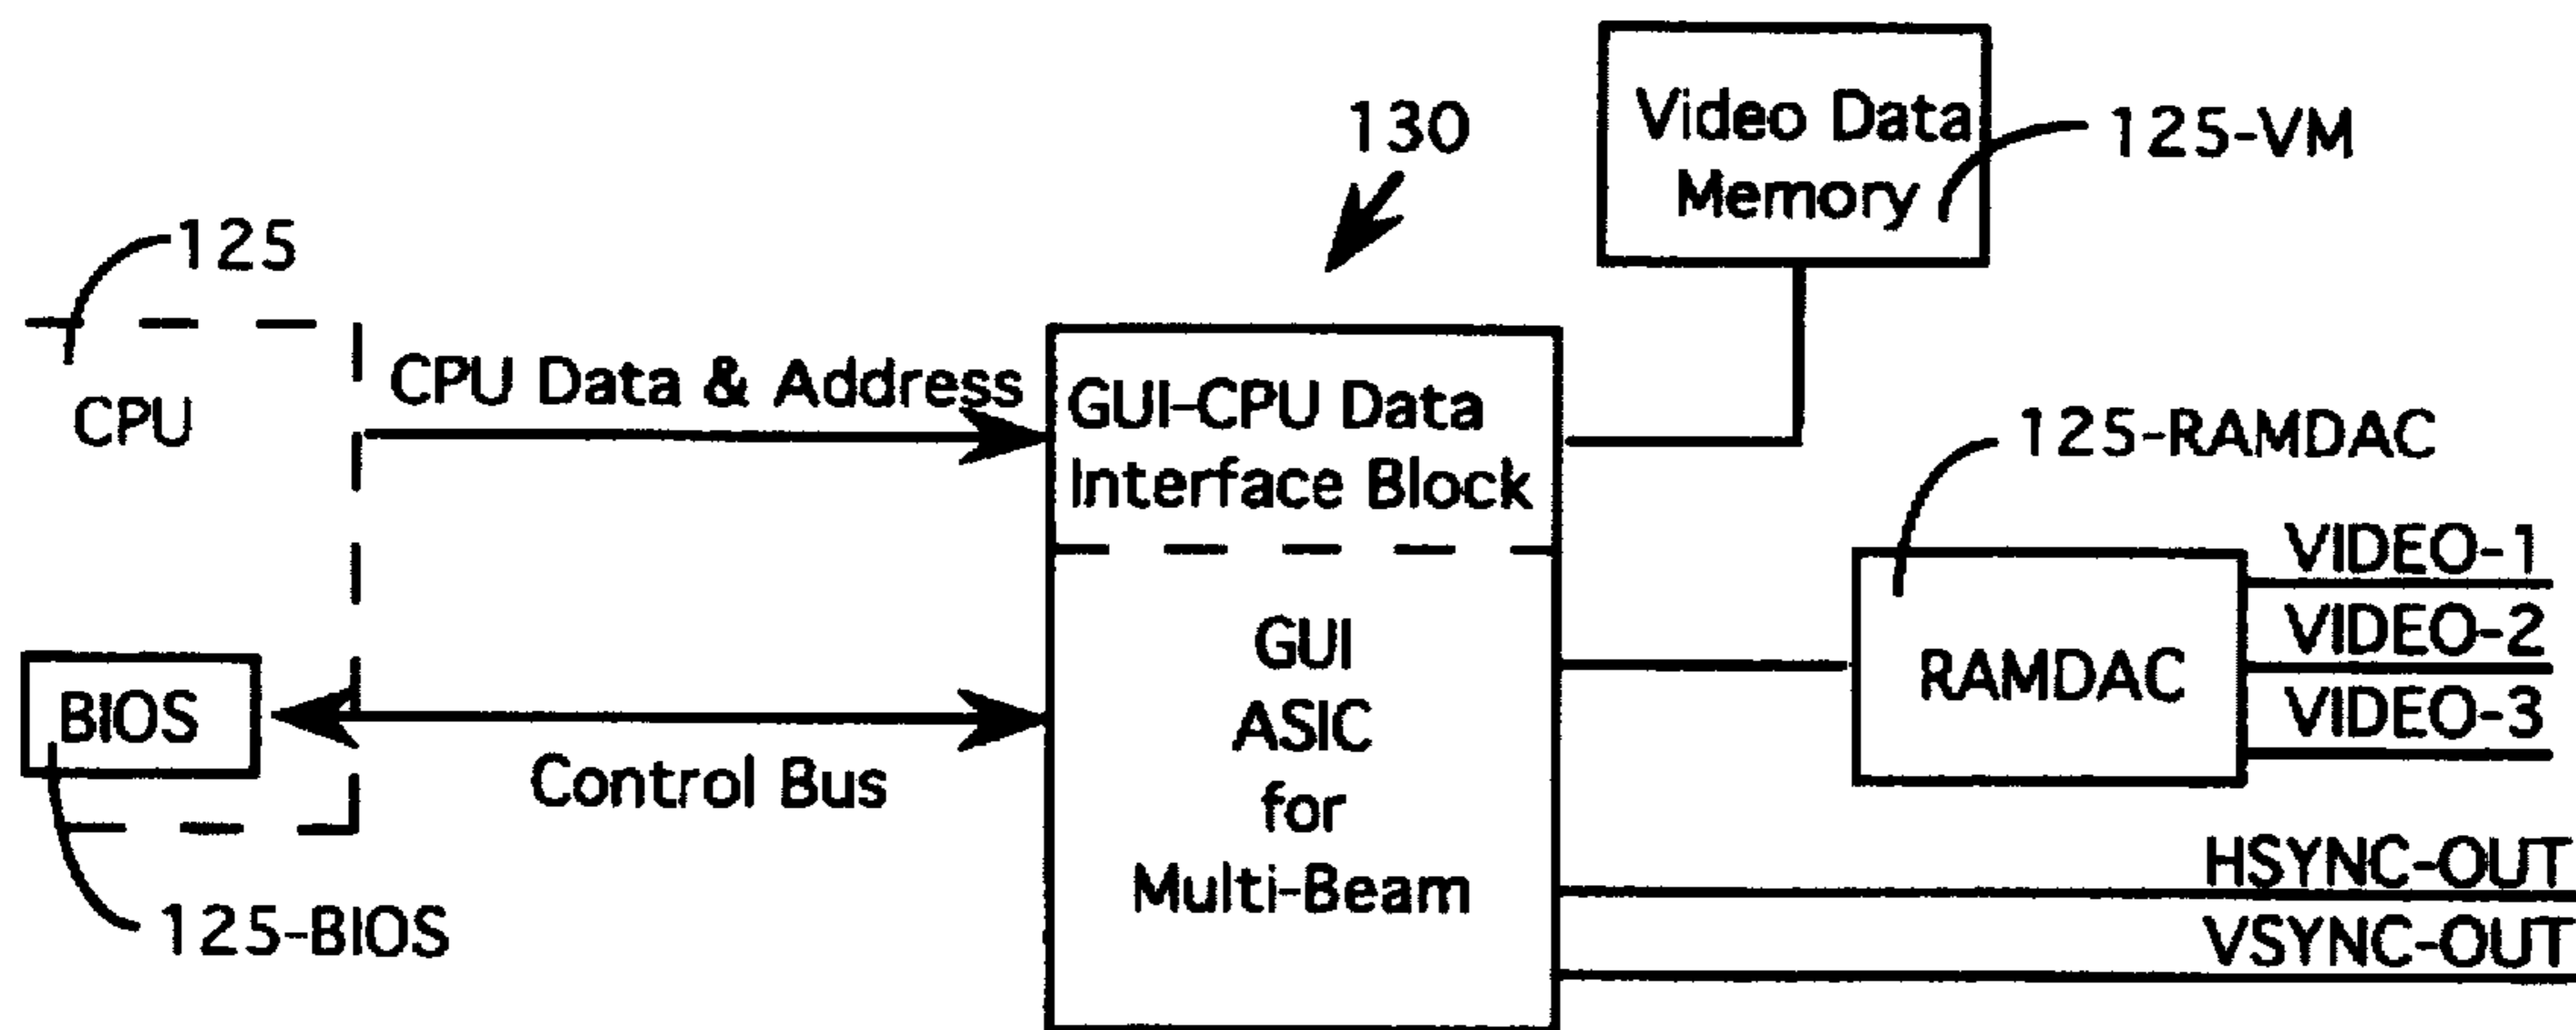 130
Video Data
Memory
125-VM
125
CPU
CPU Data & Address
GUI-CPU Data
Interface Block
125-RAMDAC
RAMDAC
VIDEO-1
VIDEO-2
VIDEO-3
BIOS
Control Bus
125-BIOS
GUI
ASIC
for
Multi-Beam
HSYNC-OUT
VSYNC-OUT